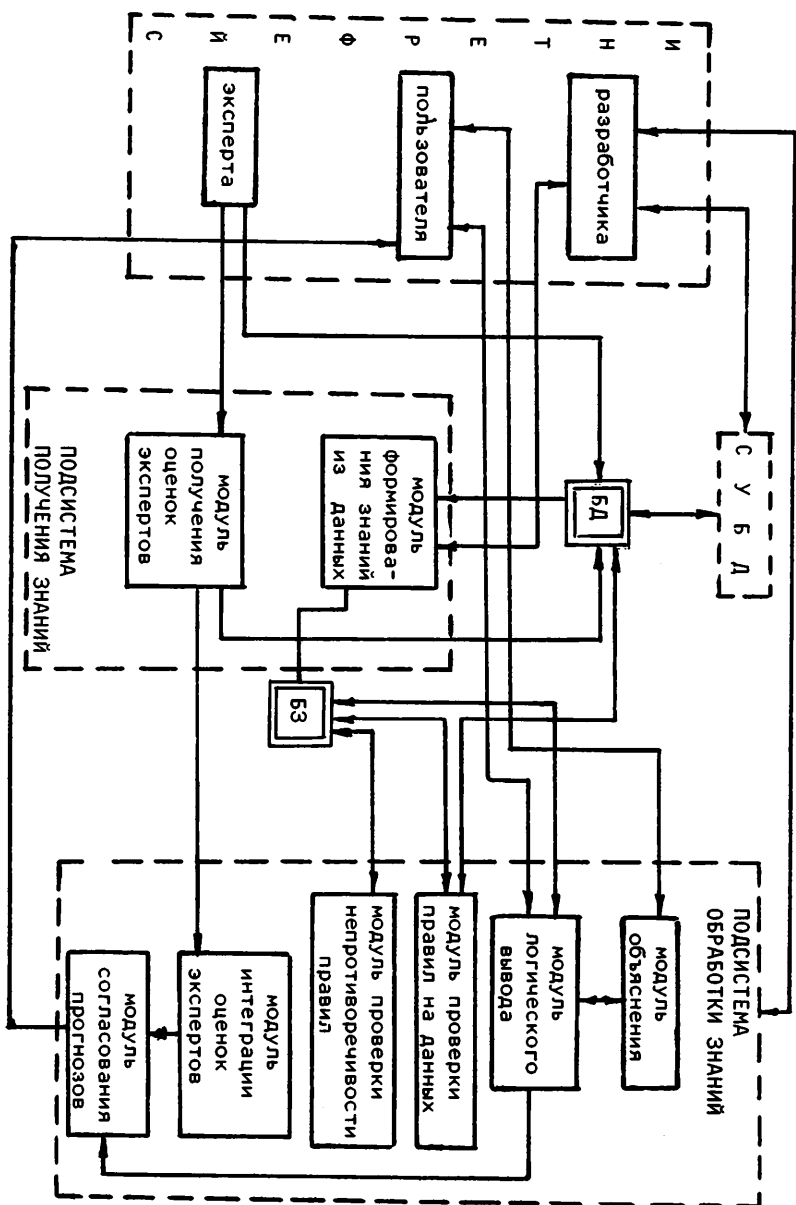 И Н Т Е Р Ф Е Й С
разработчика
пользователя
эксперта
С У Б Д
БД
модуль
формирова-
ния знаний
из данных
модуль
получения
оценок
экспертов
ПОДСИСТЕМА
ПОЛУЧЕНИЯ ЗНАНИЙ
БЗ
ПОДСИСТЕМА
ОБРАБОТКИ ЗНАНИЙ
модуль
объяснения
модуль
логического
вывода
модуль проверки
правил на данных
модуль проверки
непротиворечивости
правил
модуль
интеграции
оценок
экспертов
модуль
согласования
прогнозов